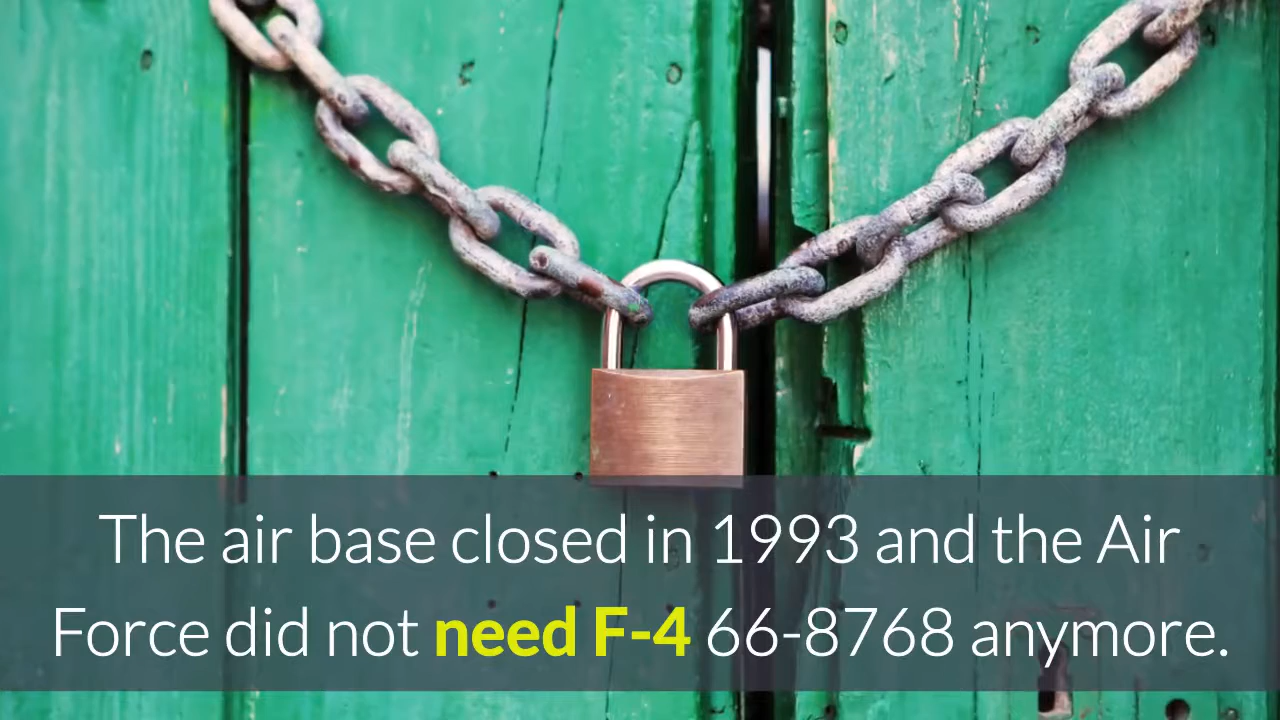 The air base closed in 1993 and the Air
Force did not need F-4 66-8768 anymore.